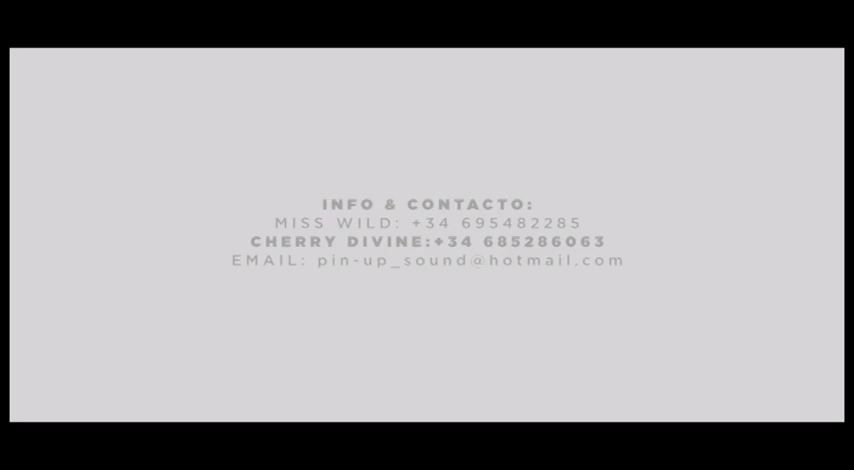 INFO & CONTACTO:
MISS WILD: +34 695482285
CHERRY DIVINE:+34 685286063
EMAIL: pin-up_sound@hotmail.com